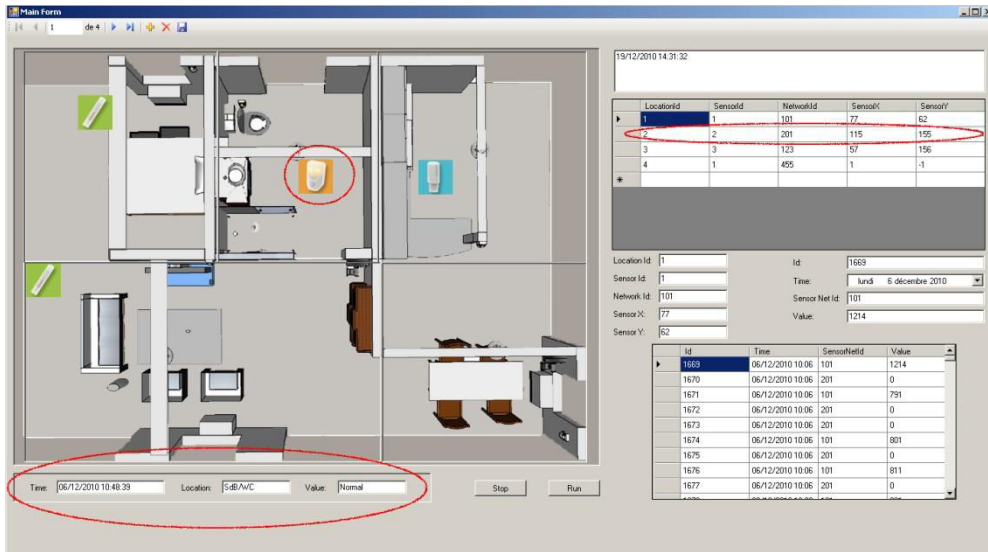 Main Form
1 de 4
19/12/2010 14:31:32
LocationId SensorId NetworkId SensorX SensorY
1 1 101 77 62
2 2 201 115 155
3 3 123 57 156
4 1 455 1 -1
Location Id: 1 Id: 1669
Sensor Id: 1 Time: lundi 6 décembre 2010
Network Id: 101 Sensor Net Id: 101
Sensor X: 77 Value: 1214
Sensor Y: 62
Id Time SensorNetId Value
1669 06/12/2010 10:06 101 1214
1670 06/12/2010 10:06 201 0
1671 06/12/2010 10:06 101 791
1672 06/12/2010 10:06 201 0
1673 06/12/2010 10:06 201 0
1674 06/12/2010 10:06 101 801
1675 06/12/2010 10:06 201 0
1676 06/12/2010 10:06 101 811
1677 06/12/2010 10:06 201 0
Time: 06/12/2010 10:48:39 Location: SdB/WC Value: Normal
Stop Run